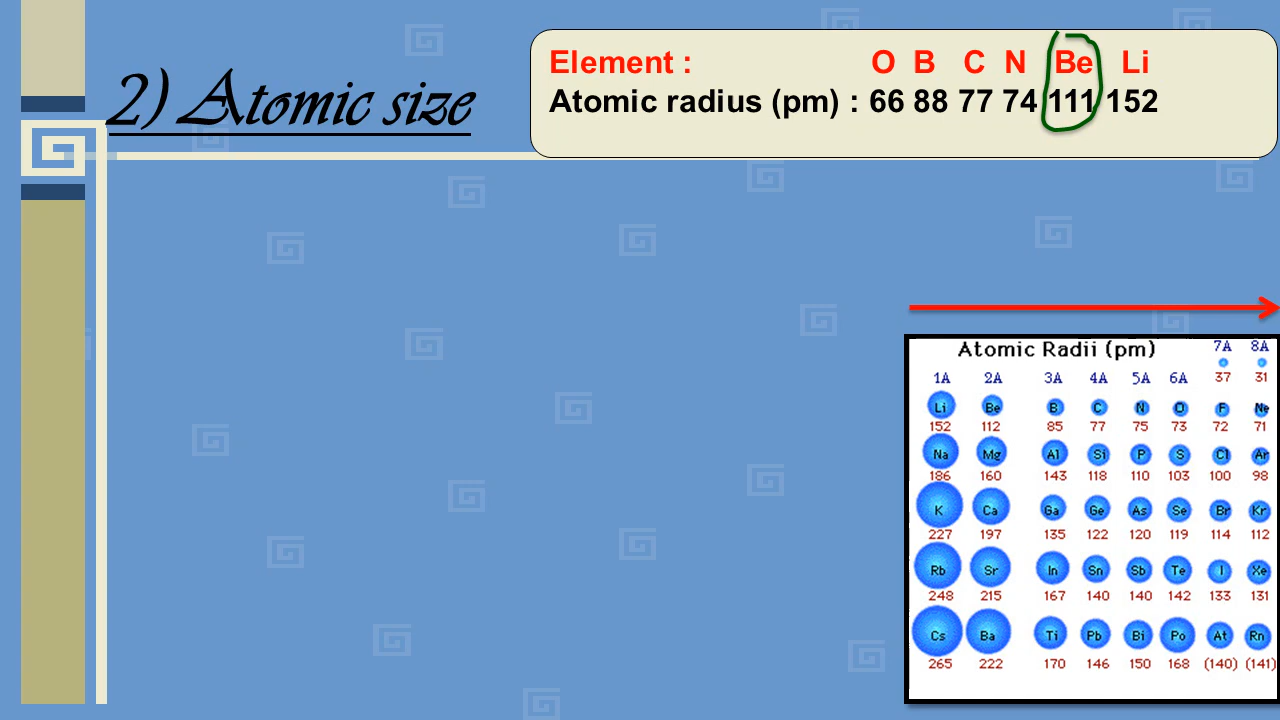 2) Atomic size
Element : O B C N Be Li
Atomic radius (pm) : 66 88 77 74 111 152
Atomic Radii (pm) 7A 8A
1A 2A 3A 4A 5A 6A 37 31
Li Be B C N O F Ne
152 112 85 77 75 73 72 71
Na Mg Al Si P S Cl Ar
186 160 143 118 110 103 100 98
K Ca Ga Ge As Se Br Kr
227 197 135 122 120 119 114 112
Rb Sr In Sn Sb Te I Xe
248 215 167 140 140 142 133 131
Cs Ba Ti Pb Bi Po At Rn
265 222 170 146 150 168 (140) (141)